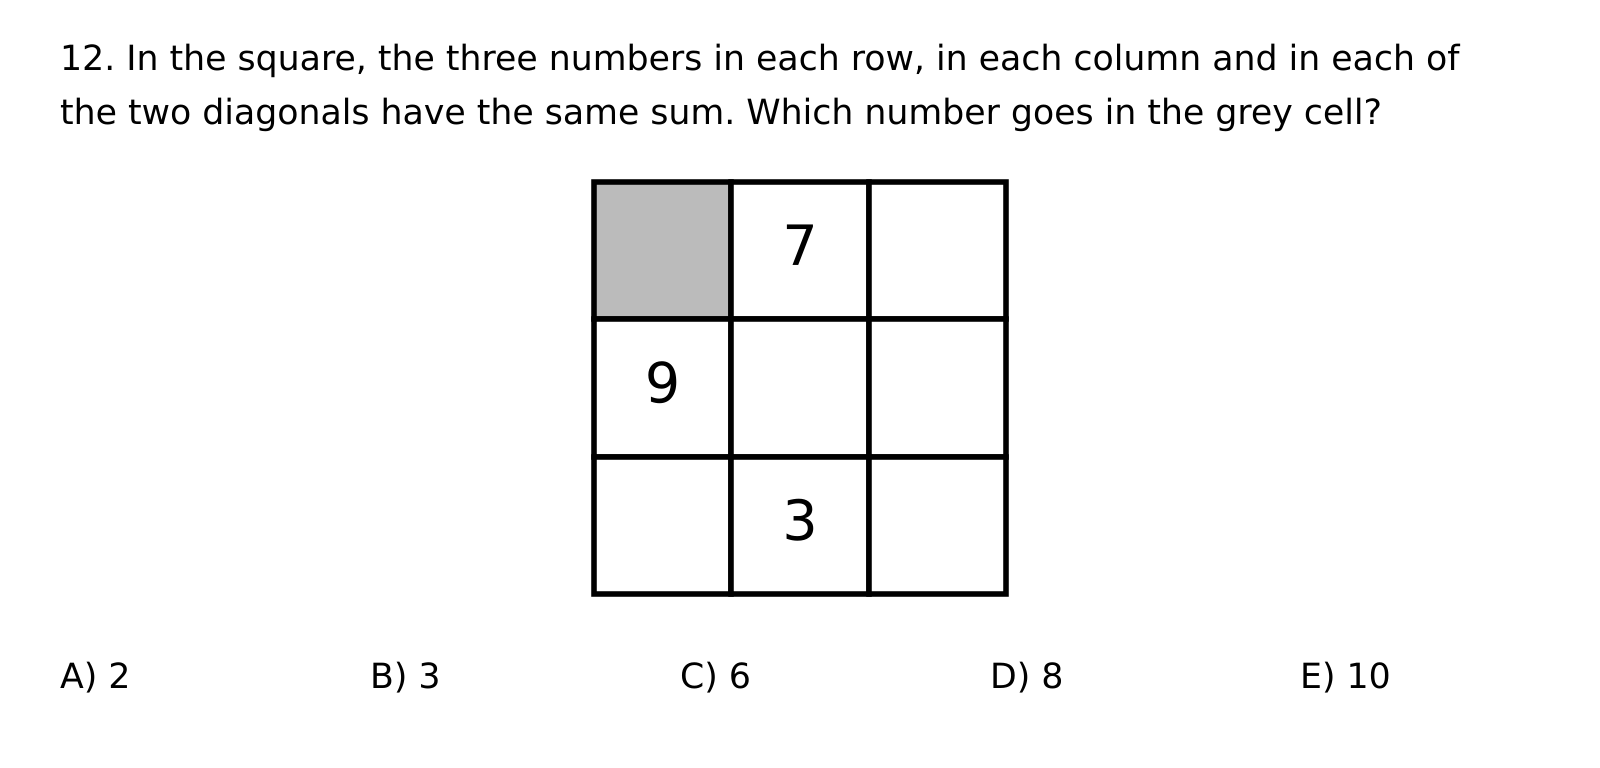 12. In the square, the three numbers in each row, in each column and in each of
the two diagonals have the same sum. Which number goes in the grey cell?
7
9
3
A) 2 B) 3 C) 6 D) 8 E) 10